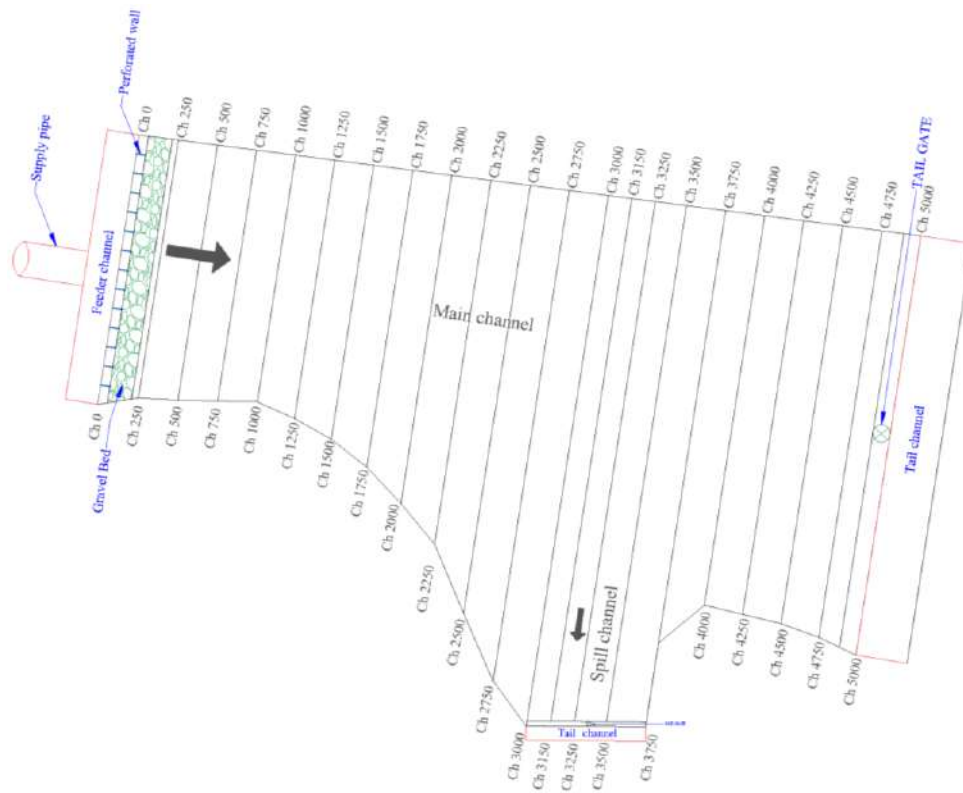 Supply pipe
Perforated wall
Ch 0
Ch 250
Ch 500
Ch 750
Ch 1000
Ch 1250
Ch 1500
Ch 1750
Ch 2000
Ch 2250
Ch 2500
Ch 2750
Ch 3000
Ch 3150
Ch 3250
Ch 3500
Ch 3750
Ch 4000
Ch 4250
Ch 4500
Ch 4750
Ch 5000
TAIL GATE
Feeder channel
Main channel
Spill channel
Tail channel
Tail channel
Gravel Bed
Ch 0
Ch 250
Ch 500
Ch 750
Ch 1000
Ch 1250
Ch 1500
Ch 1750
Ch 2000
Ch 2250
Ch 2500
Ch 2750
Ch 3000
Ch 3150
Ch 3250
Ch 3500
Ch 3750
Ch 4000
Ch 4250
Ch 4500
Ch 4750
Ch 5000